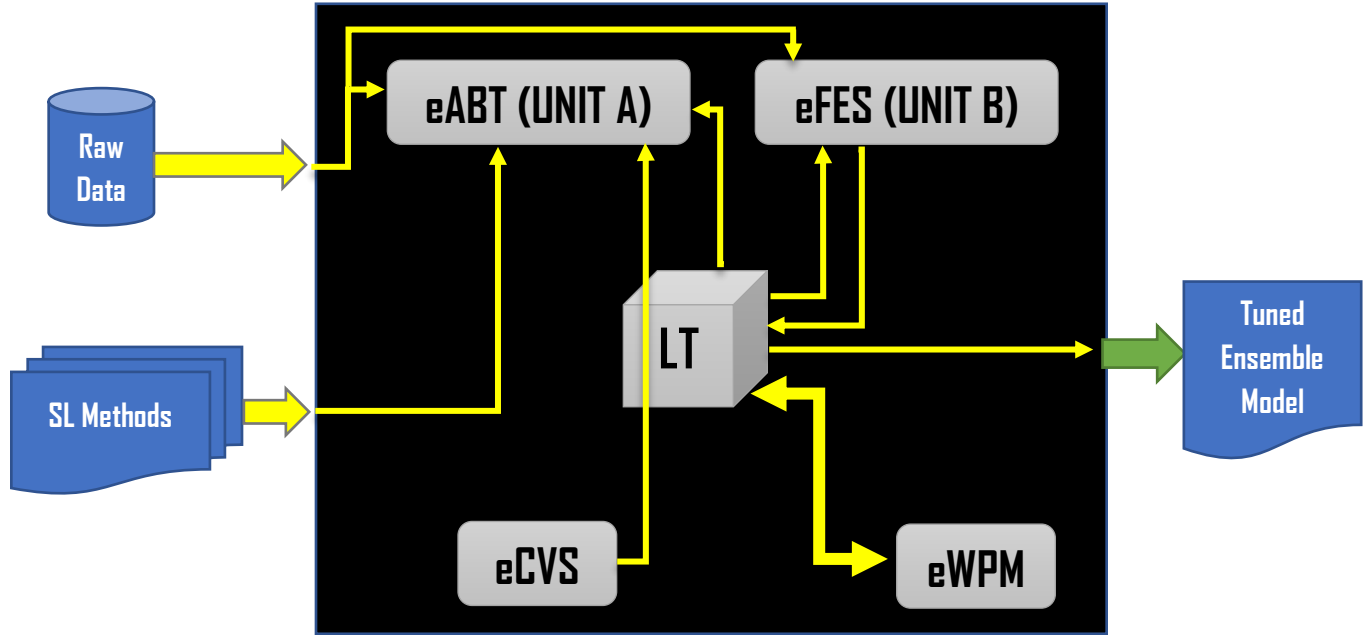 eABT (UNIT A)
eFES (UNIT B)
Raw
Data
LT
Tuned
Ensemble
Model
SL Methods
eCVS
eWPM